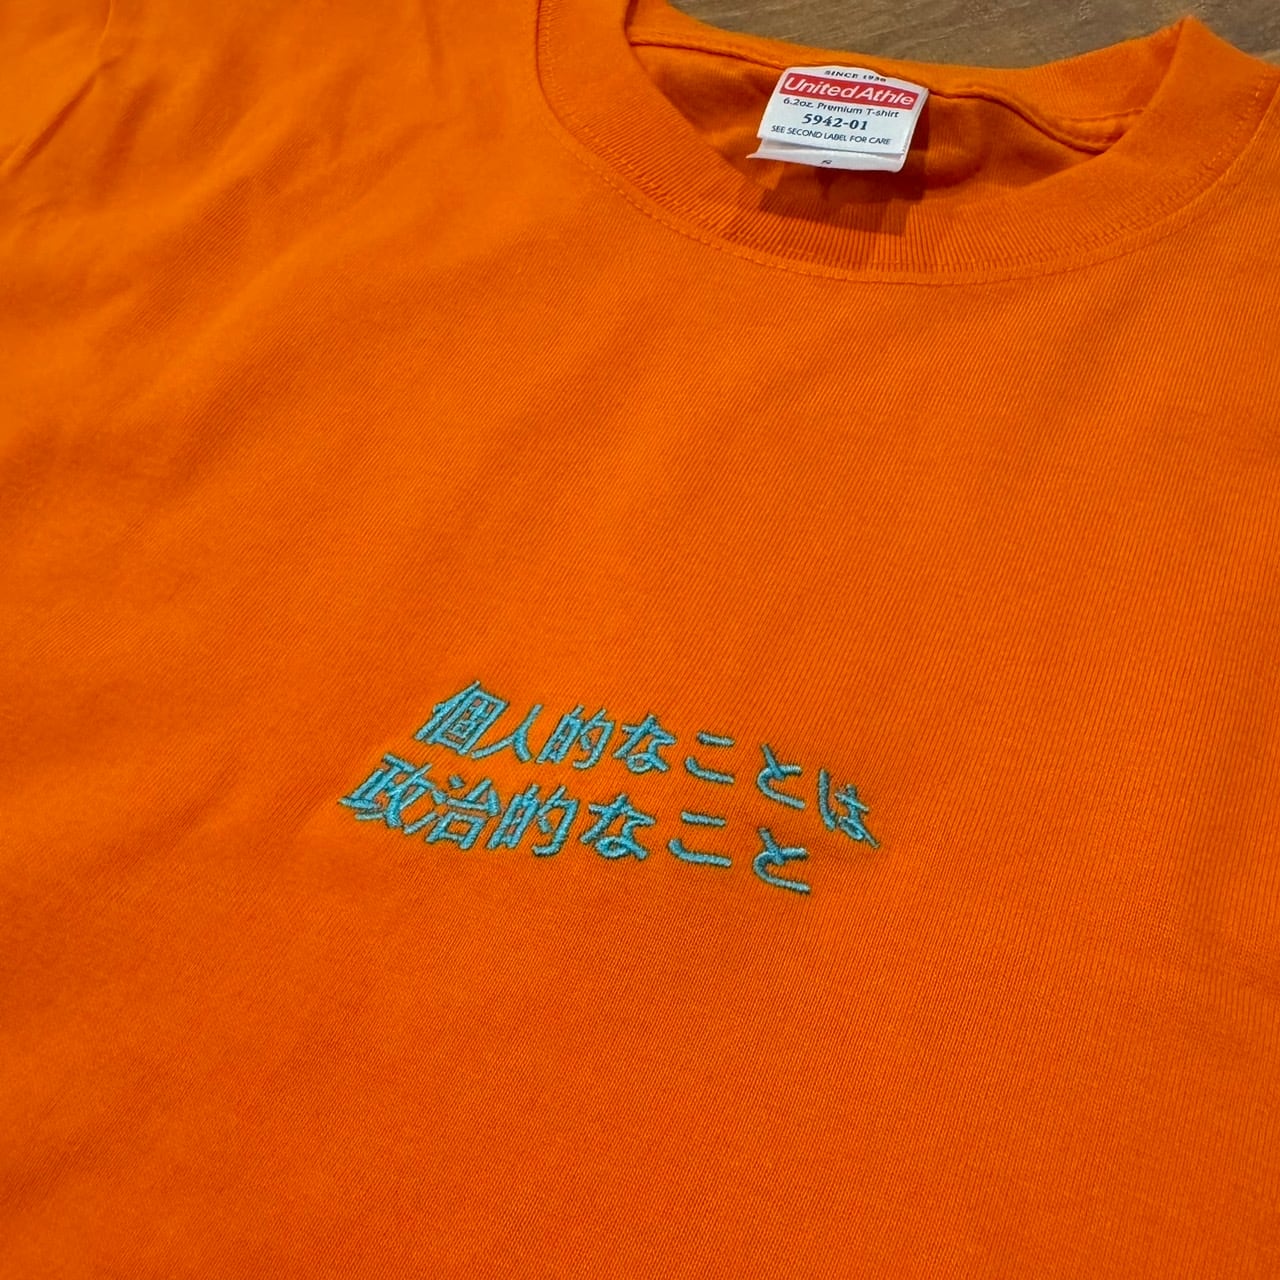 SINCE 1938
United Athle
6.2oz. Premium T-shirt
5942-01
SEE SECOND LABEL FOR CARE
S
個人的なことは
政治的なこと